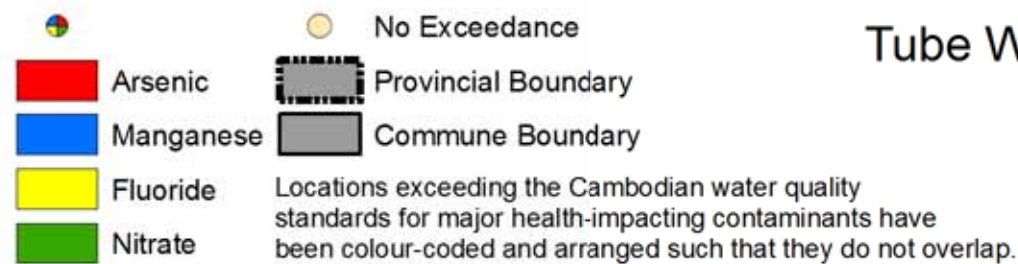 No Exceedance
Tube
Arsenic
Provincial Boundary
Manganese
Commune Boundary
Fluoride
Nitrate
Locations exceeding the Cambodian water quality
standards for major health-impacting contaminants have
been colour-coded and arranged such that they do not overlap.